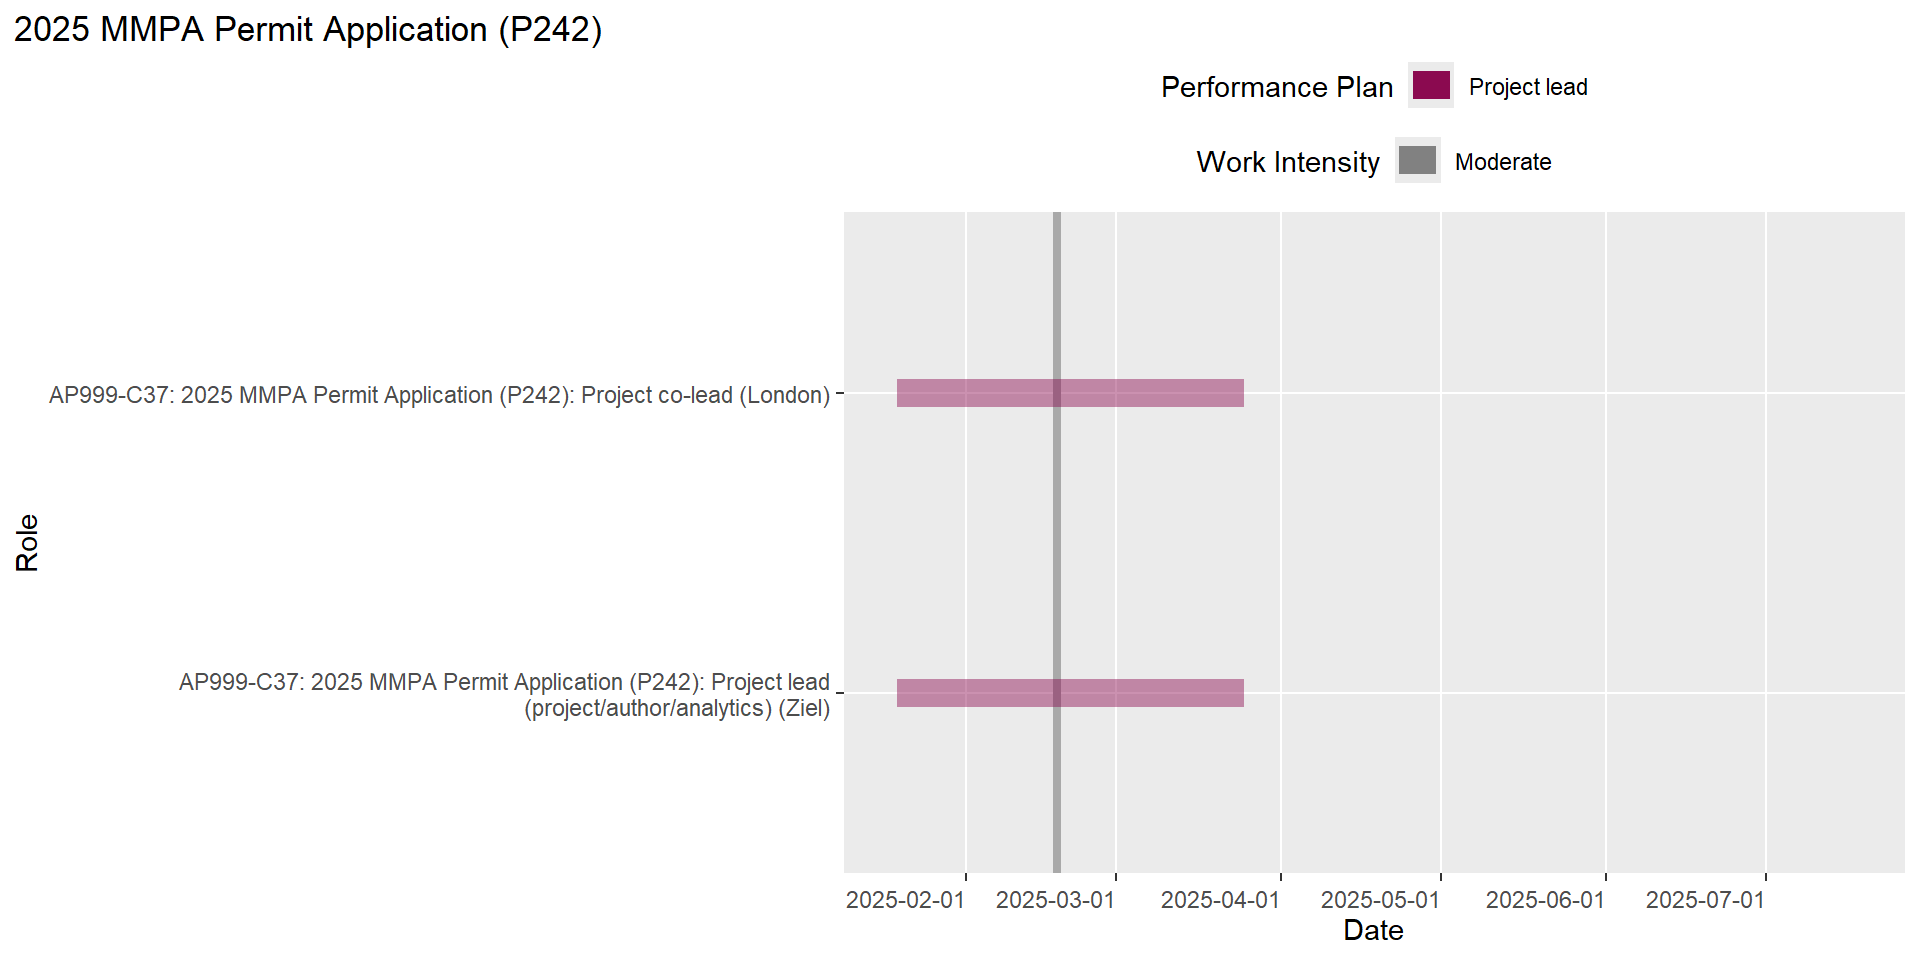 2025 MMPA Permit Application (P242)
Performance Plan Project lead
Work Intensity Moderate
AP999-C37: 2025 MMPA Permit Application (P242): Project co-lead (London)
Role
AP999-C37: 2025 MMPA Permit Application (P242): Project lead
(project/author/analytics) (Ziel)
2025-02-01 2025-03-01 2025-04-01 2025-05-01 2025-06-01 2025-07-01
Date